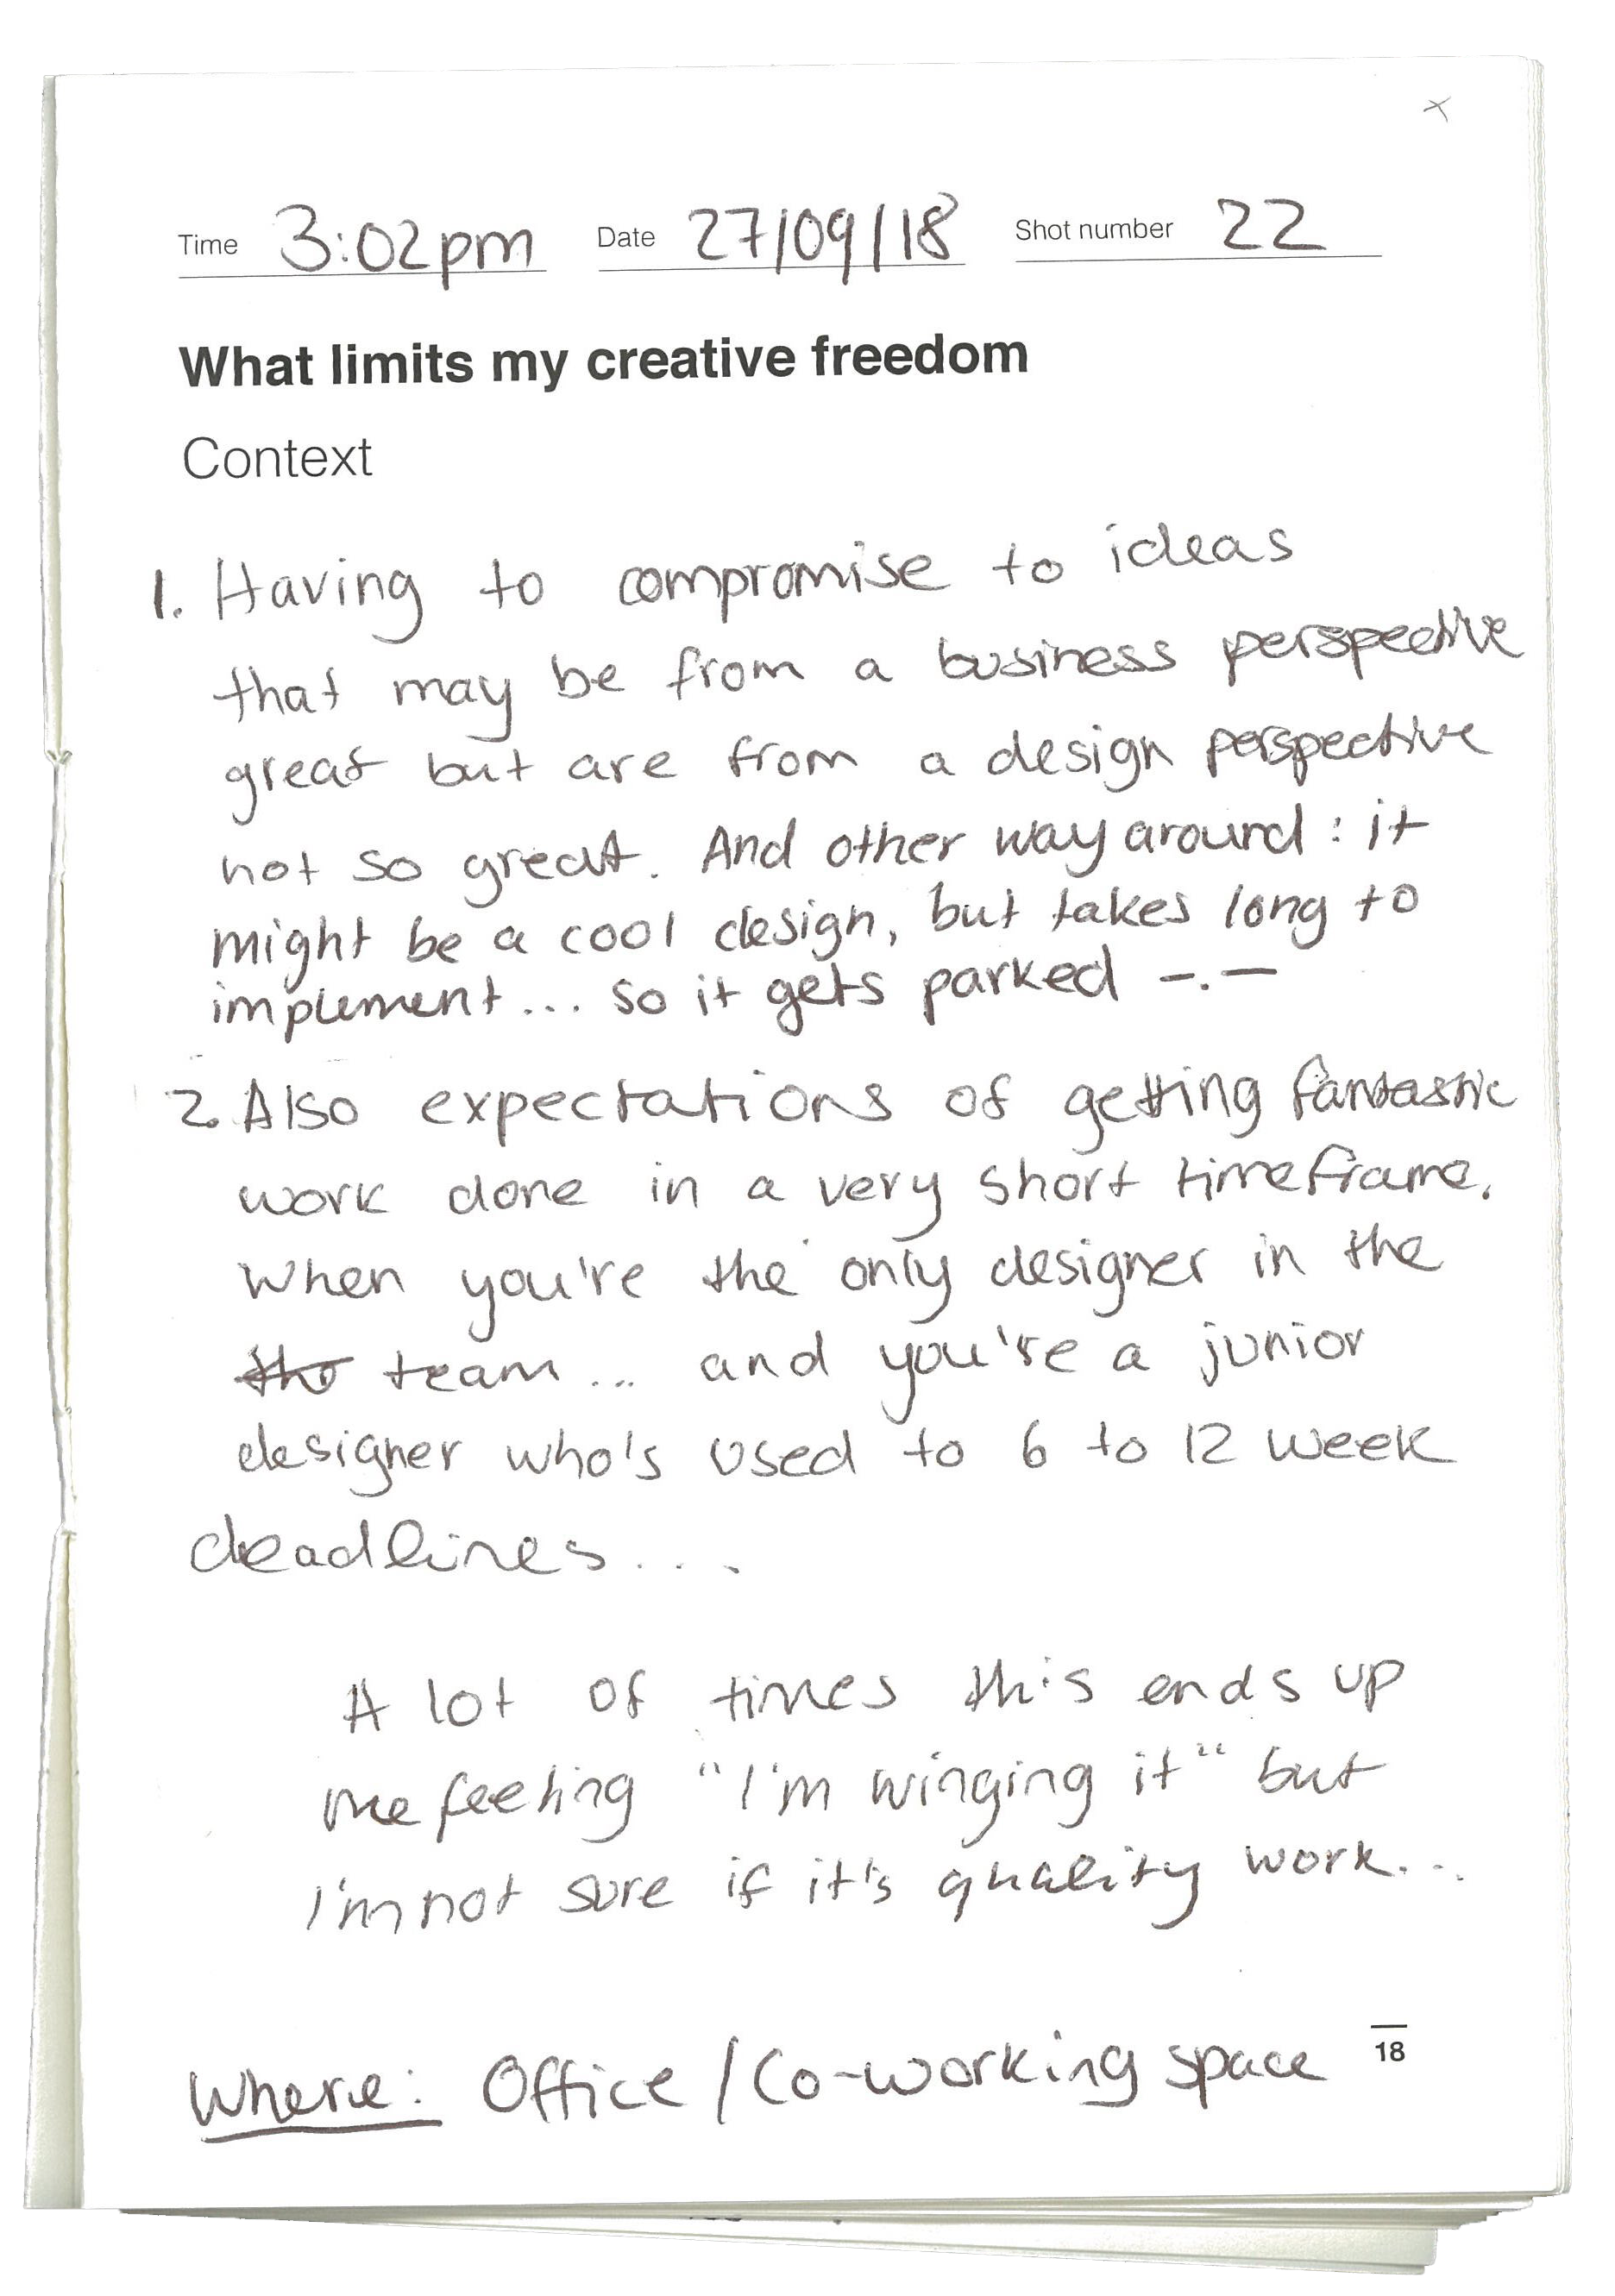 x
Time 3:02pm Date 27/09/18 Shot number 22
What limits my creative freedom
Context
1. Having to compromise to ideas
that may be from a business perspective
great but are from a design perspective
not so great. And other way around: it
might be a cool design, but takes long to
implement... so it gets parked -.-
2. Also expectations of getting fantastic
work done in a very short timeframe.
When you're the only designer in the
the team... and you're a junior
designer who's used to 6 to 12 week
deadlines....
A lot of times this ends up
me feeling "I'm winging it" but
I'm not sure if it's quality work...
18
Where: Office / Co-working space